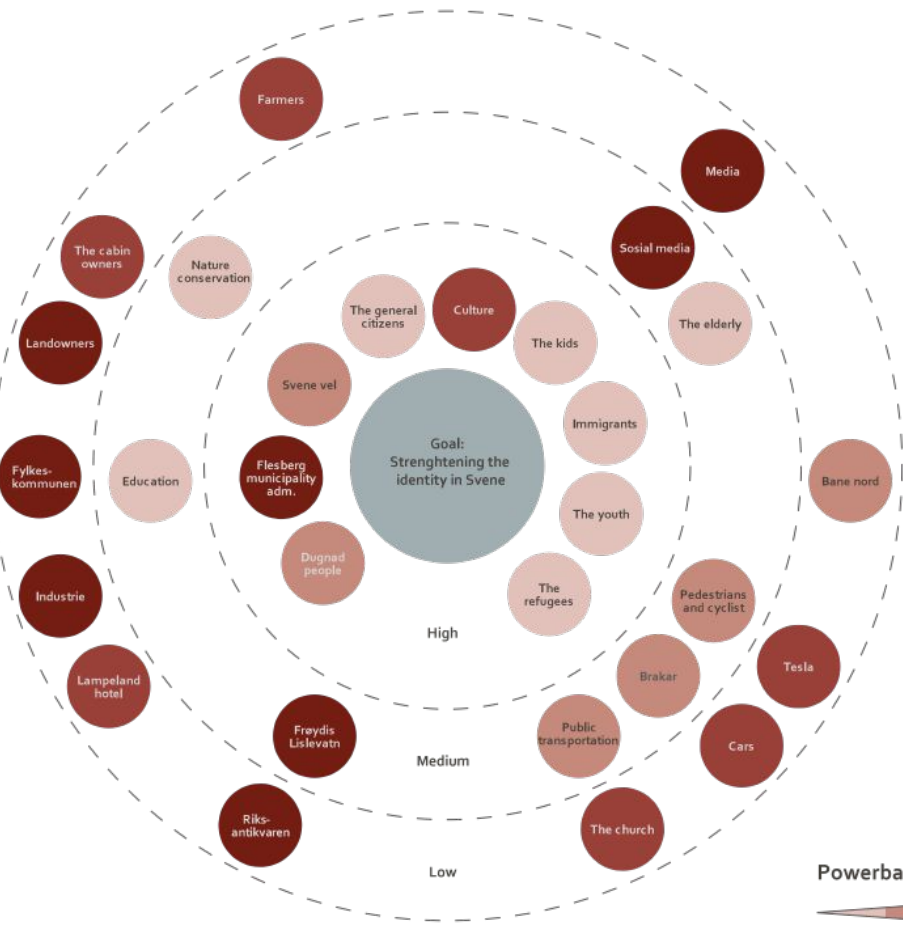 Farmers
Media
The cabin
owners
Nature
conservation
Sosial media
The general
citizens
Culture
The kids
The elderly
Landowners
Svene vel
Immigrants
Goal:
Strenghtening the
identity in Svene
Fylkes-
kommunen
Education
Flesberg
municipality
adm.
Bane nord
The youth
Dugnad
people
The
refugees
Industrie
Pedestrians
and cyclist
High
Lampeland
hotel
Brakar
Tesla
Frøydis
Lislevatn
Public
transportation
Cars
Medium
Riks-
antikvaren
The church
Low
Powerba